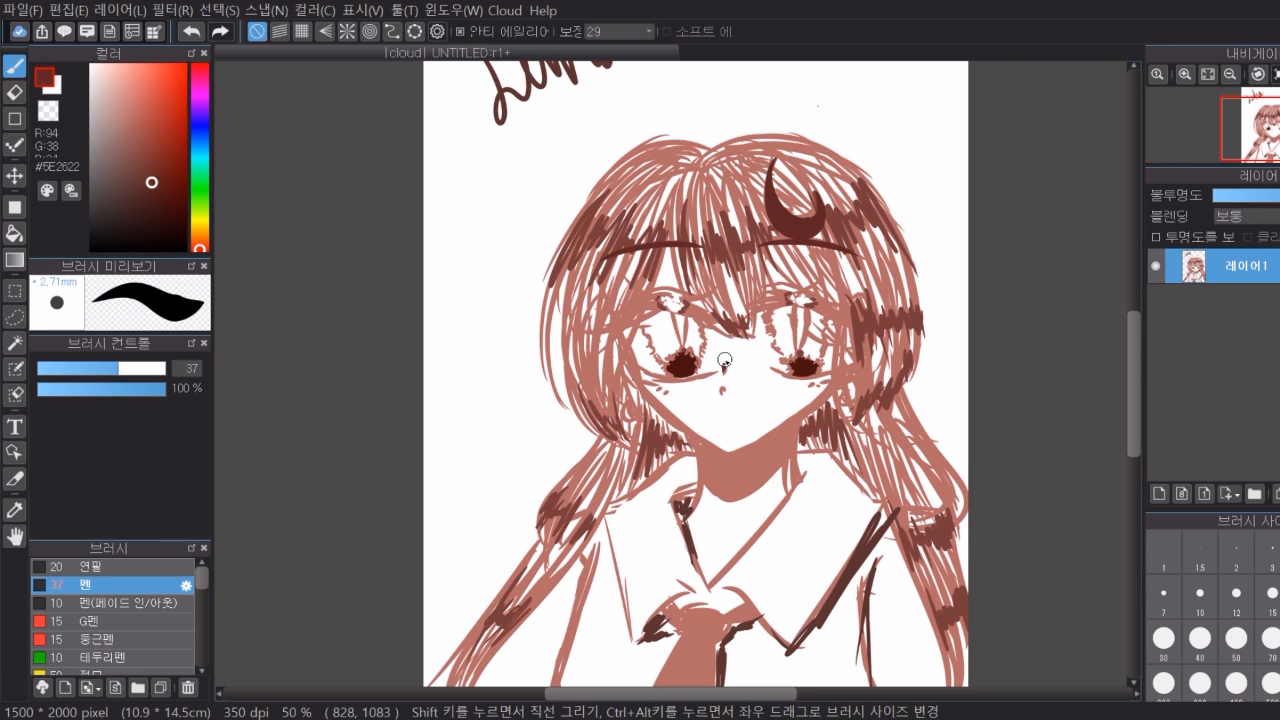 파일(F) 편집(E) 레이어(L) 필터(R) 선택(S) 스냅(N) 컬러(C) 표시(V) 툴(T) 윈도우(W) Cloud Help
안티 에일리어 보정 29 소프트 에.
컬러
|cloud| UNTITLED:r1+
내비게이
R:94
G:38
#5E2622
레이어
불투명도
블렌딩 보통
투명도를 보 클리
레이어1
브러시 미리보기
+ 2,71mm
브러시 컨트롤
37
100 %
브러시
20 연필
37 펜
10 펜(페이드 인/아웃)
15 G펜
15 둥근펜
10 테두리펜
브러시 사이
1 1.5 2 3
7 10 12 15
30 40 50 70
1500 * 2000 pixel (10.9 * 14.5cm) 350 dpi 50 % ( 828, 1083 ) Shift 키를 누르면서 직선 그리기, Ctrl+Alt키를 누르면서 좌우 드래그로 브러시 사이즈 변경